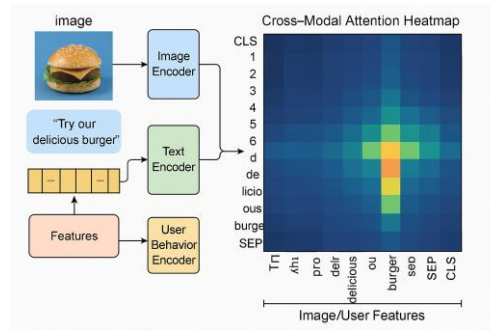 image
Cross–Modal Attention Heatmap
Image
Encoder
"Try our
delicious burger"
Text
Encoder
...
...
Features
User
Behavior
Encoder
CLS
1
2
3
4
5
6
d
de
licio
ous
burge
SEP
pro
delr
delicious
ou
burger
SEP
CLS
Image/User Features